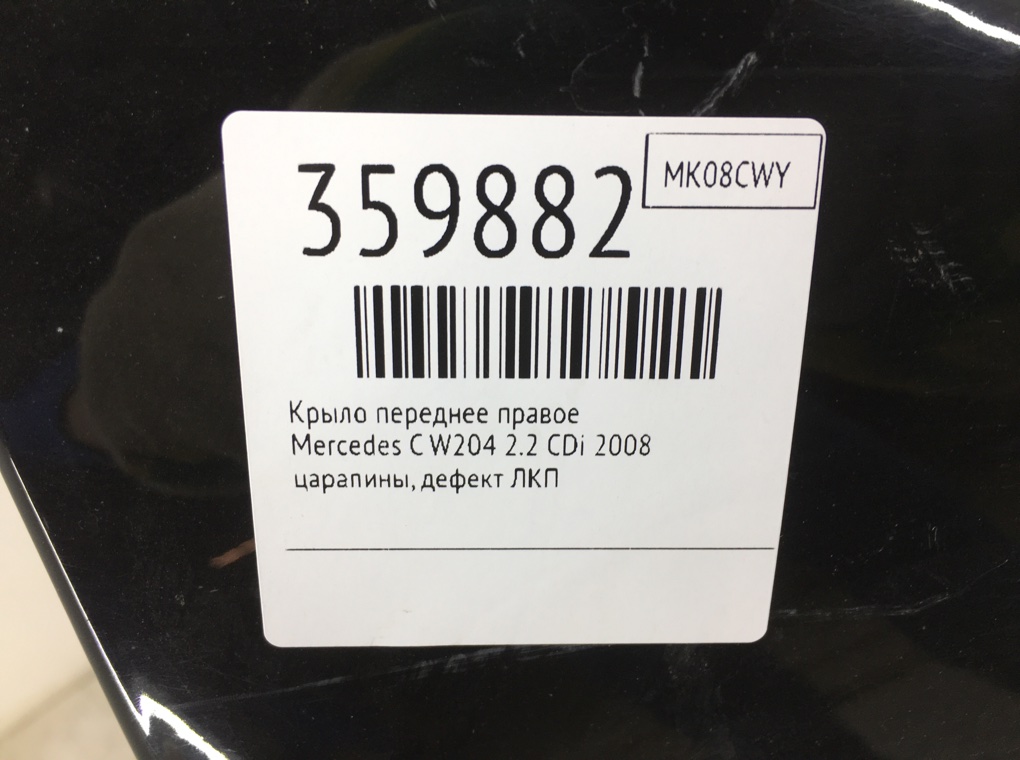 359882
MK08CWY
Крыло переднее правое
Mercedes C W204 2.2 CDi 2008
царапины, дефект ЛКП